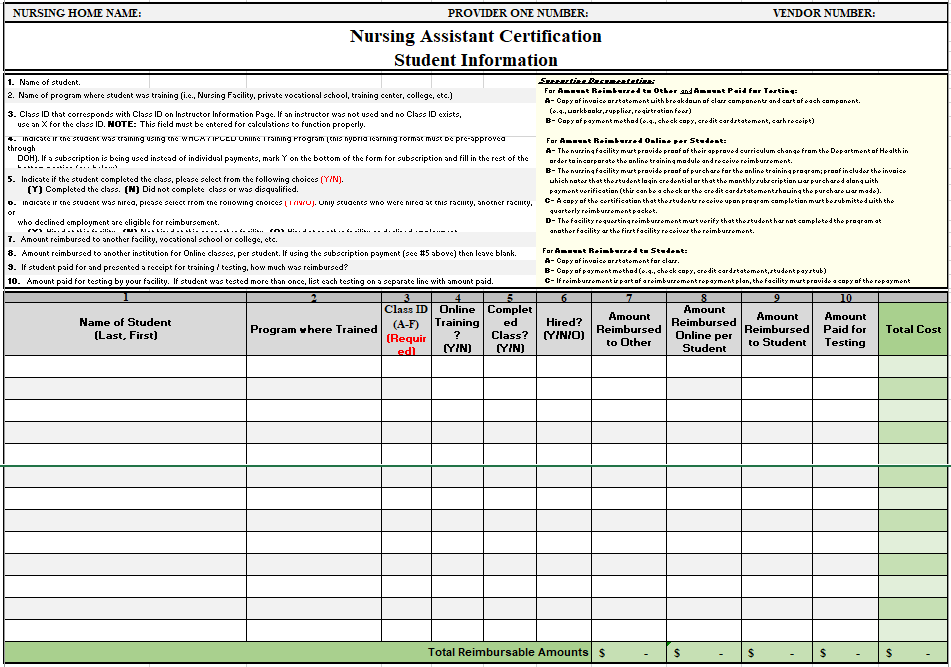 NURSING HOME NAME: PROVIDER ONE NUMBER: VENDOR NUMBER:
Nursing Assistant Certification
Student Information
1. Name of student.
2. Name of program where student was training (i.e., Nursing Facility, private vocational school, training center, college, etc.)
3. Class ID that corresponds with Class ID on Instructor Information Page. If an instructor was not used and no Class ID exists,
use an X for the class ID. NOTE: This field must be entered for calculations to function properly.
4. Indicate if the student was training using the WHCA / IPCED Online Training Program (this hybrid learning format must be pre-approved
through
DOH). If a subscription is being used instead of individual payments, mark Y on the bottom of the form for subscription and fill in the rest of the
5. Indicate if the student completed the class, please select from the following choices (Y/N).
(Y) Completed the class. (N) Did not complete class or was disqualified.
6. Indicate if the student was hired, please select from the following choices (Y/N/O). Only students who were hired at this facility, another facility,
or
who declined employment are eligible for reimbursement.
7. Amount reimbursed to another facility, vocational school or college, etc.
8. Amount reimbursed to another institution for Online classes, per student. If using the subscription payment (see #5 above) then leave blank.
9. If student paid for and presented a receipt for training / testing, how much was reimbursed?
10. Amount paid for testing by your facility. If student was tested more than once, list each testing on a separate line with amount paid.
Supporting Documentation:
For Amount Reimbursed to Other and Amount Paid for Testing:
A- Copy of invoice or statement with breakdown of class components and cost of each component.
(e.g., workbooks, supplies, registration fees)
B- Copy of payment method (e.g., check copy, credit card statement, cash receipt)
For Amount Reimbursed Online per Student:
A- The nursing facility must provide proof of their approved curriculum change from the Department of Health in
order to incorporate the online training module and receive reimbursement.
B- The nursing facility must provide proof of purchase for the online training program; proof includes the invoice
which notes that the student login credential or that the monthly subscription was purchased along with
payment verification (this can be a check or the credit card statement showing the purchase was made).
C- A copy of the certification that the students receive upon program completion must be submitted with the
quarterly reimbursement packet.
D- The facility requesting reimbursement must verify that the student has not completed the program at
another facility or the first facility receives the reimbursement.
For Amount Reimbursed to Student:
A- Copy of invoice or statement for class.
B- Copy of payment method (e.g., check copy, credit card statement, student pay stub)
C- If reimbursement is part of a reimbursement repayment plan, the facility must provide a copy of the repayment
1 2 3 4 5 6 7 8 9 10
Name of Student
(Last, First)
Program where Trained
Class ID
(A-F)
(Requir
ed)
Online
Training
?
(Y/N)
Complet
ed
Class?
(Y/N)
Hired?
(Y/N/O)
Amount
Reimbursed
to Other
Amount
Reimbursed
Online per
Student
Amount
Reimbursed
to Student
Amount
Paid for
Testing
Total Cost
Total Reimbursable Amounts $ - $ - $ - $ - $ -